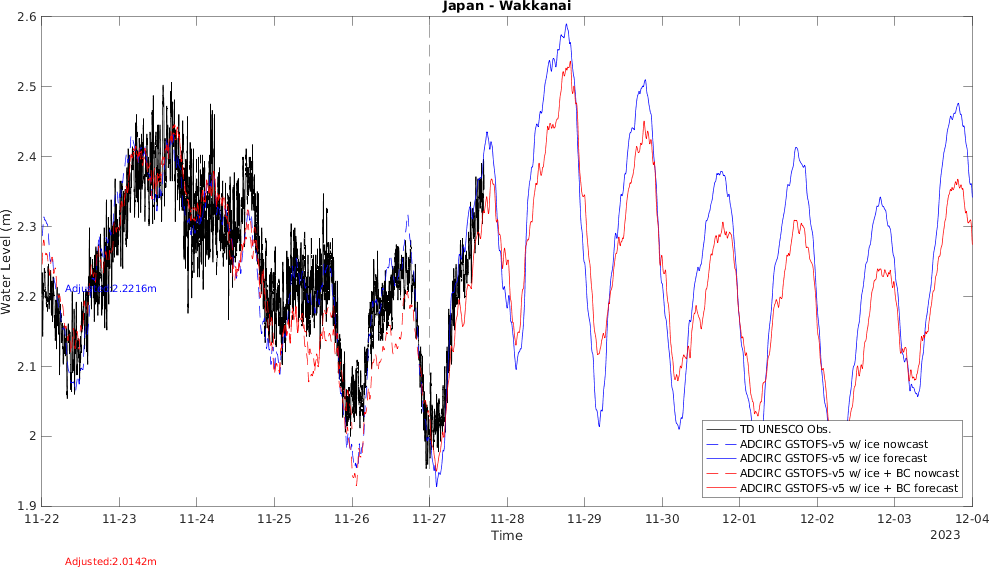 Japan - Wakkanai
2.6
2.5
2.4
2.3
2.2
2.1
2
1.9
Water Level (m)
Adjusted:2.2216m
TD UNESCO Obs.
ADCIRC GSTOFS-v5 w/ ice nowcast
ADCIRC GSTOFS-v5 w/ ice forecast
ADCIRC GSTOFS-v5 w/ ice + BC nowcast
ADCIRC GSTOFS-v5 w/ ice + BC forecast
11-22 11-23 11-24 11-25 11-26 11-27 11-28 11-29 11-30 12-01 12-02 12-03 12-04
Time
2023
Adjusted:2.0142m